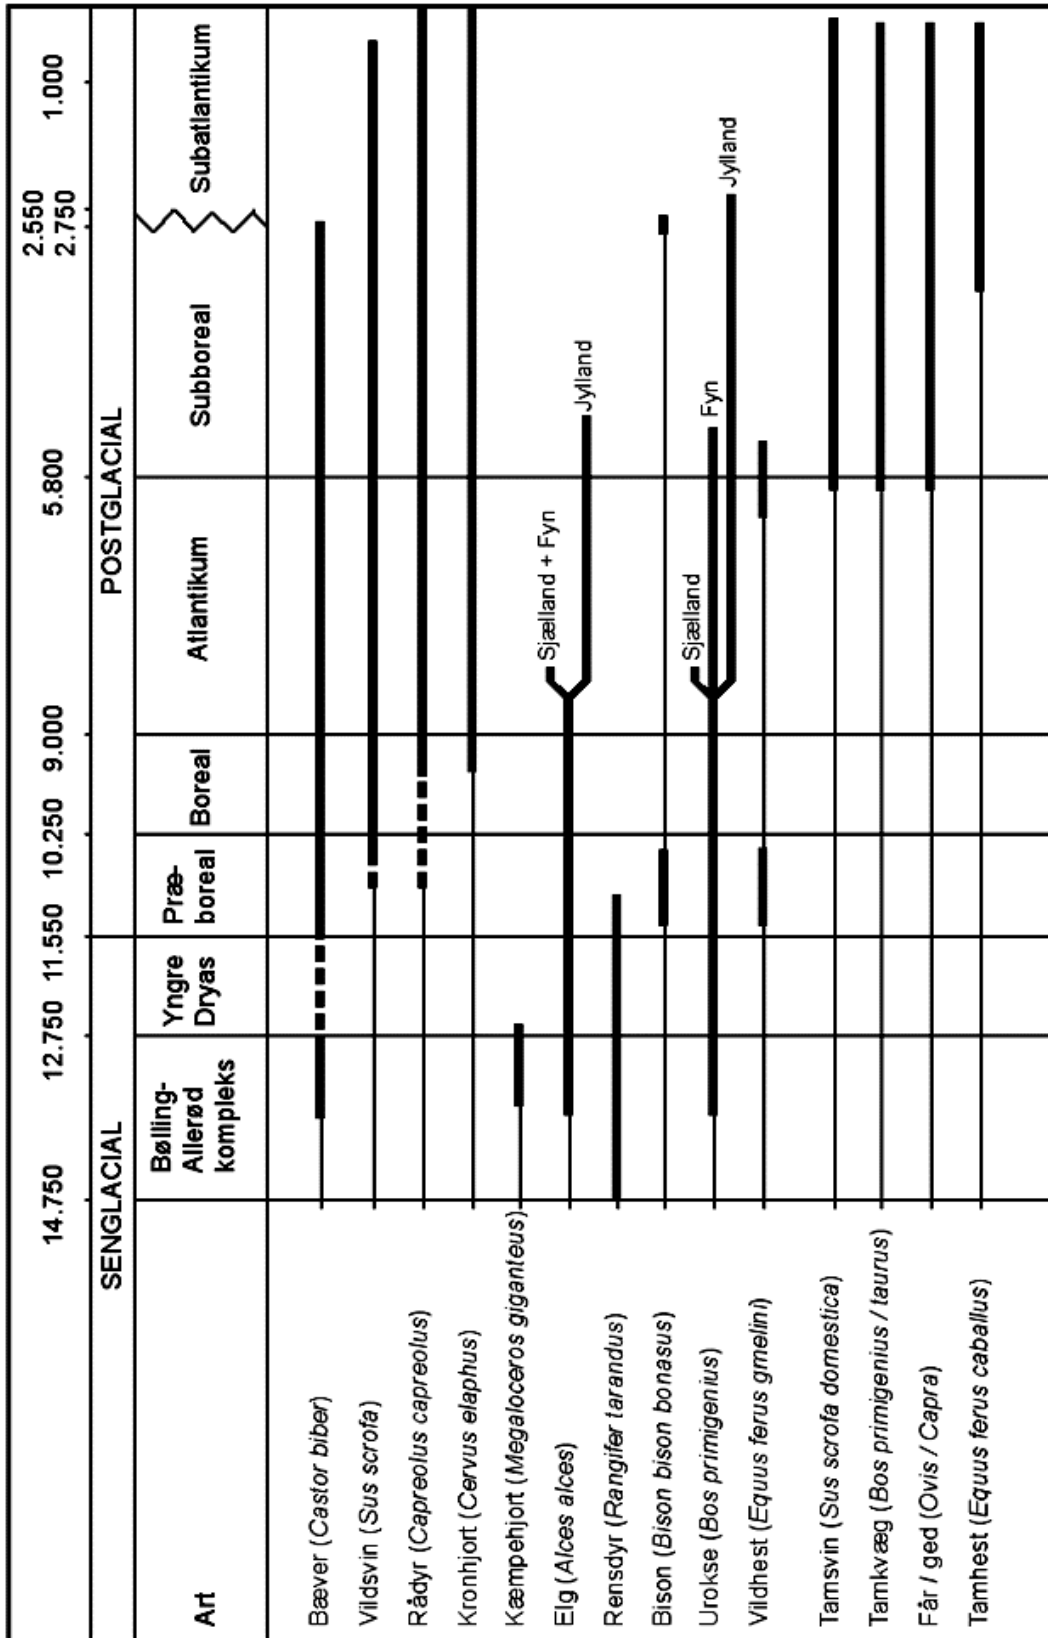 14.750
12.750
11.550
10.250
9.000
5.800
2.750
2.550
1.000
SENGLACIAL
POSTGLACIAL
Art
Bølling-
Allerød
kompleks
Yngre
Dryas
Præ-
boreal
Boreal
Atlantikum
Subboreal
Subatlantikum
Bæver (Castor biber)
Vildsvin (Sus scrofa)
Rådyr (Capreolus capreolus)
Kronhjort (Cervus elaphus)
Kæmpehjort (Megaloceros giganteus)
Sjælland + Fyn
Elg (Alces alces)
Jylland
Rensdyr (Rangifer tarandus)
Bison (Bison bison bonasus)
Sjælland
Urokse (Bos primigenius)
Fyn
Jylland
Vildhest (Equus ferus gmelini)
Tamsvin (Sus scrofa domestica)
Tamkvæg (Bos primigenius / taurus)
Får / ged (Ovis / Capra)
Tamhest (Equus ferus caballus)